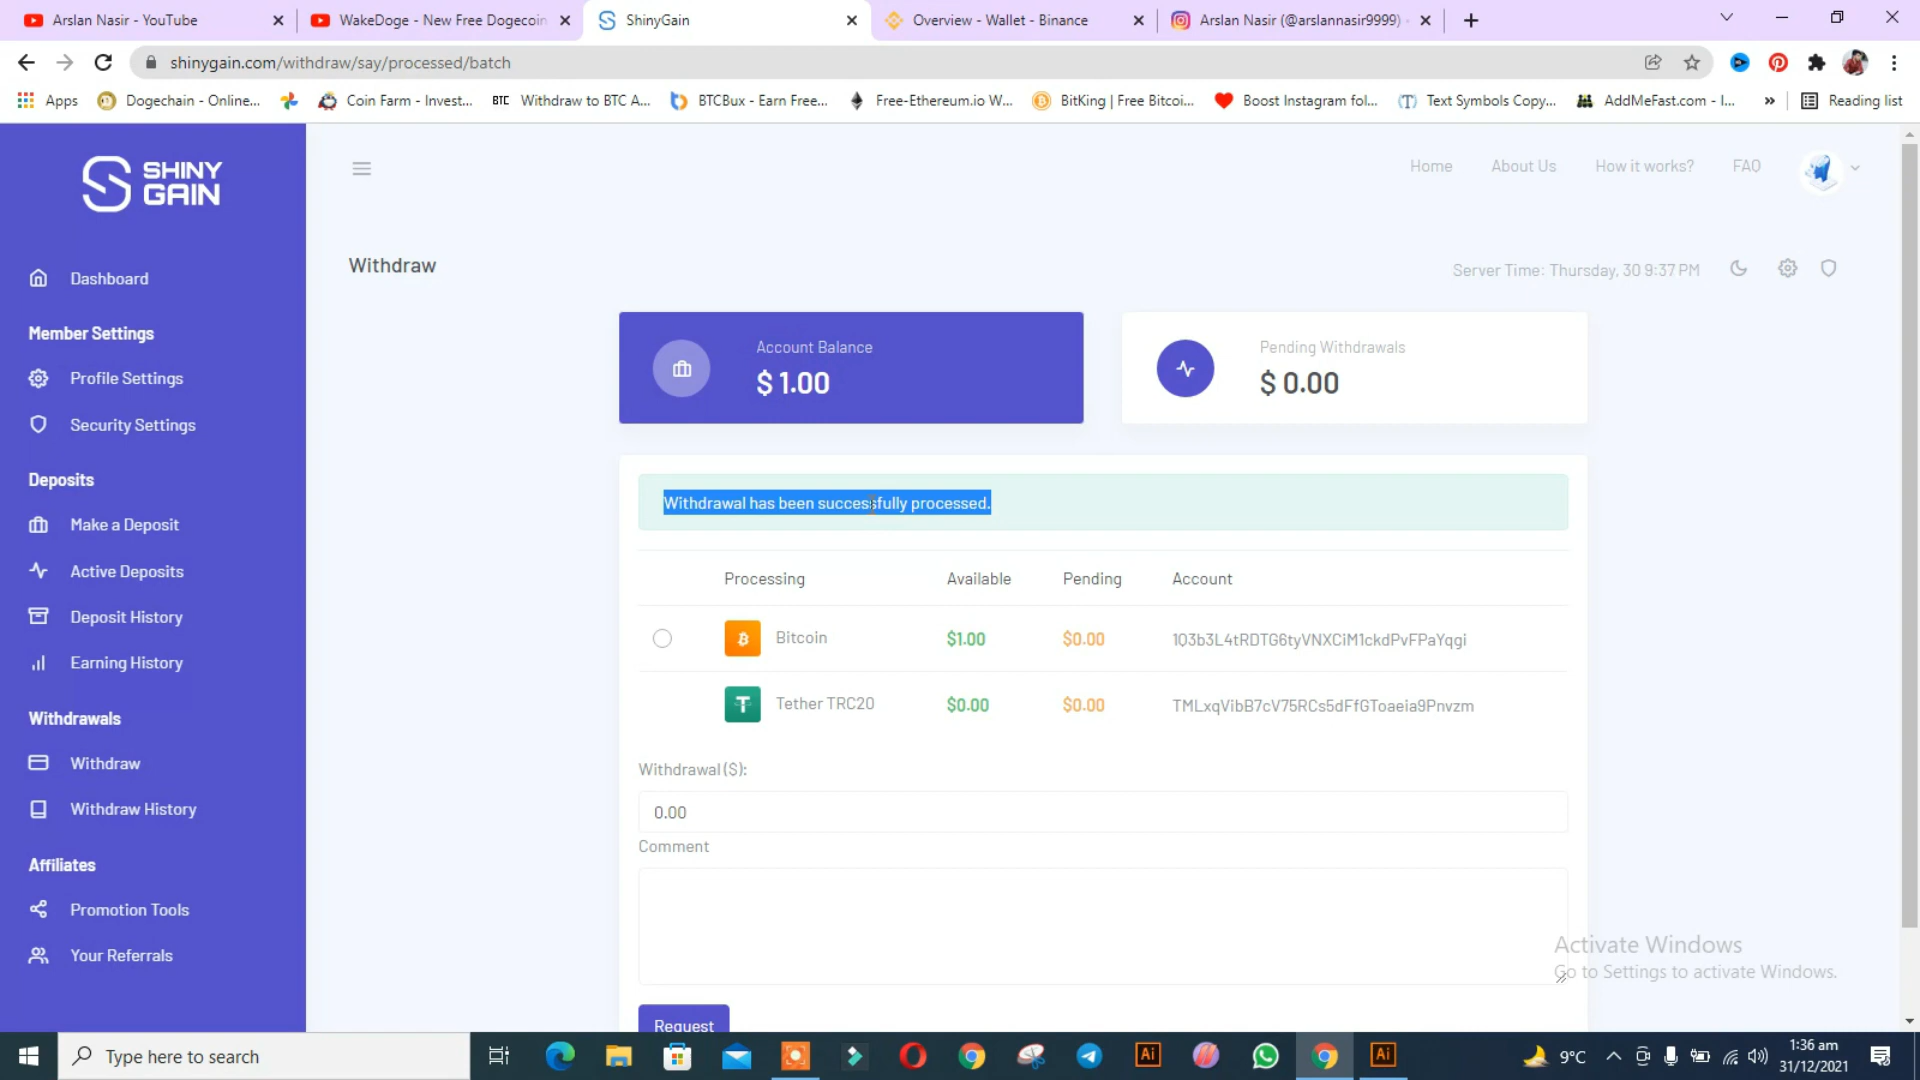 Arslan Nasir - YouTube
WakeDoge - New Free Dogecoin
ShinyGain
Overview - Wallet - Binance
Arslan Nasir (@arslannasir9999)
shinygain.com/withdraw/say/processed/batch
Apps
Dogechain - Online...
Coin Farm - Invest...
BTC Withdraw to BTC A...
BTCBux - Earn Free...
Free-Ethereum.io W...
BitKing | Free Bitcoi...
Boost Instagram fol...
(T) Text Symbols Copy...
AddMeFast.com - I...
»
Reading list
SHINY
GAIN
Home
About Us
How it works?
FAQ
Withdraw
Server Time: Thursday, 30 9:37 PM
Dashboard
Member Settings
Profile Settings
Security Settings
Deposits
Make a Deposit
Active Deposits
Deposit History
Earning History
Withdrawals
Withdraw
Withdraw History
Affiliates
Promotion Tools
Your Referrals
Account Balance
$ 1.00
Pending Withdrawals
$ 0.00
Withdrawal has been successfully processed.
Processing Available Pending Account
Bitcoin $1.00 $0.00 1Q3b3L4tRDTG6tyVNXCiM1ckdPvFPaYqgi
Tether TRC20 $0.00 $0.00 TMLxqVibB7cV75RCs5dFfGToaeia9Pnvzm
Withdrawal ($):
0.00
Comment
Request
Activate Windows
Go to Settings to activate Windows.
Type here to search
Ai
Ai
9°C
1:36 am
31/12/2021